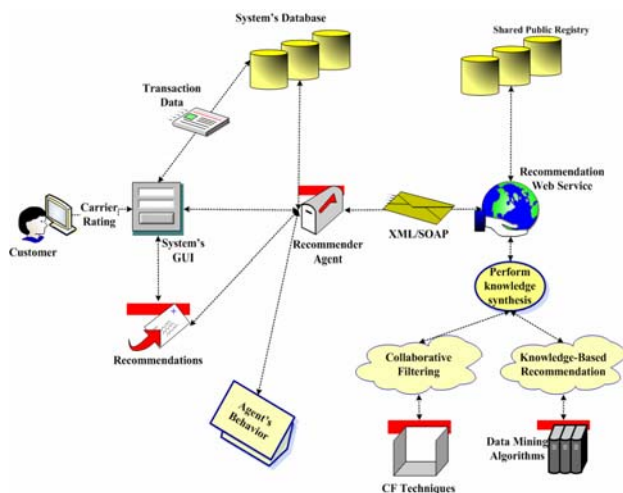 System's Database
Shared Public Registry
Transaction
Data
Recommendation
Web Service
Carrier
Rating
Customer
System's
GUI
Recommender
Agent
XML/SOAP
Perform
knowledge
synthesis
Recommendations
Collaborative
Filtering
Knowledge-Based
Recommendation
Agent's
Behavior
CF Techniques
Data Mining
Algorithms